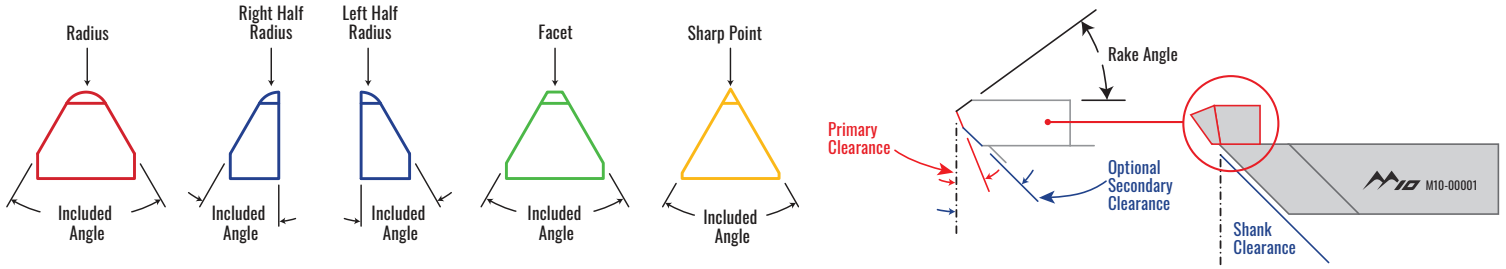 Radius
Included
Angle
Right Half
Radius
Included
Angle
Left Half
Radius
Included
Angle
Facet
Included
Angle
Sharp Point
Included
Angle
Rake Angle
Primary
Clearance
Optional
Secondary
Clearance
M10 M10-00001
Shank
Clearance